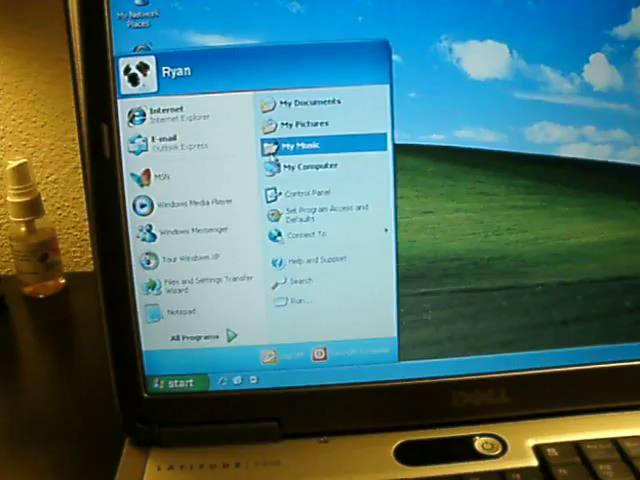 My Network
Places
Ryan
Internet
Internet Explorer
E-mail
Outlook Express
MSN
Windows Media Player
Windows Messenger
Tour Windows XP
Files and Settings Transfer
Wizard
Notepad
All Programs
My Documents
My Pictures
My Music
My Computer
Control Panel
Set Program Access and
Defaults
Connect To
Help and Support
Search
Run...
Log Off
Turn Off Computer
start
DELL
LATITUDE